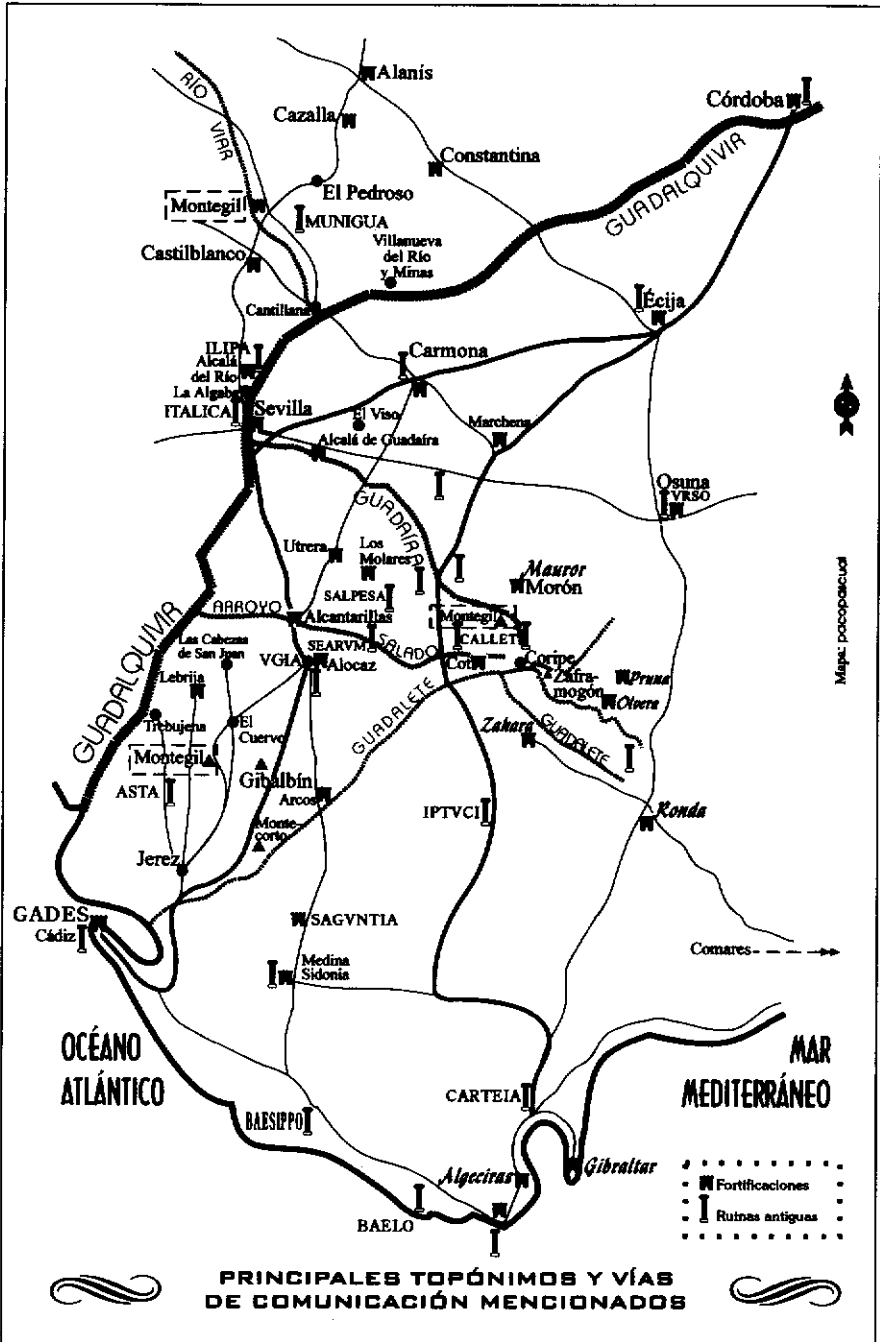 Alanís
RÍO
VIAR
Cazalla
Córdoba
Constantina
GUADALQUIVIR
El Pedroso
Montegil
MUNIGUA
Villanueva
del Río
y Minas
Castilblanco
Cantillana
Écija
ILIPA
Alcalá
del Río
La Algaba
ITALICA
Sevilla
Carmona
El Viso
Marchena
Alcalá de Guadaíra
Osuna
VRSO
GUADAÍRA
Utrera
Los
Molares
Mauror
Morón
SALPESA
ARROYO
Alcantarillas
Montegil
CALLET
SALADO
Las Cabezas
de San Juan
SEARVM
VGIA
Alocaz
Cote
Coripe
Zafra-
mogón
Pruna
Olvera
Lebrija
GUADALQUIVIR
Trebujena
El
Cuervo
GUADALETE
Zahara
GUADALETE
Montegil
Gibalbín
ASTA
Arcos
IPTVCI
Ronda
Monte-
corto
Jerez
GADES
Cádiz
SAGVNTIA
Comares
Medina
Sidonia
OCÉANO
ATLÁNTICO
MAR
MEDITERRÁNEO
CARTEIA
BAESIPPO
Algeciras
Gibraltar
BAELO
Fortificaciones
Ruinas antiguas
Mapa: pacopascual
PRINCIPALES TOPÓNIMOS Y VÍAS
DE COMUNICACIÓN MENCIONADOS